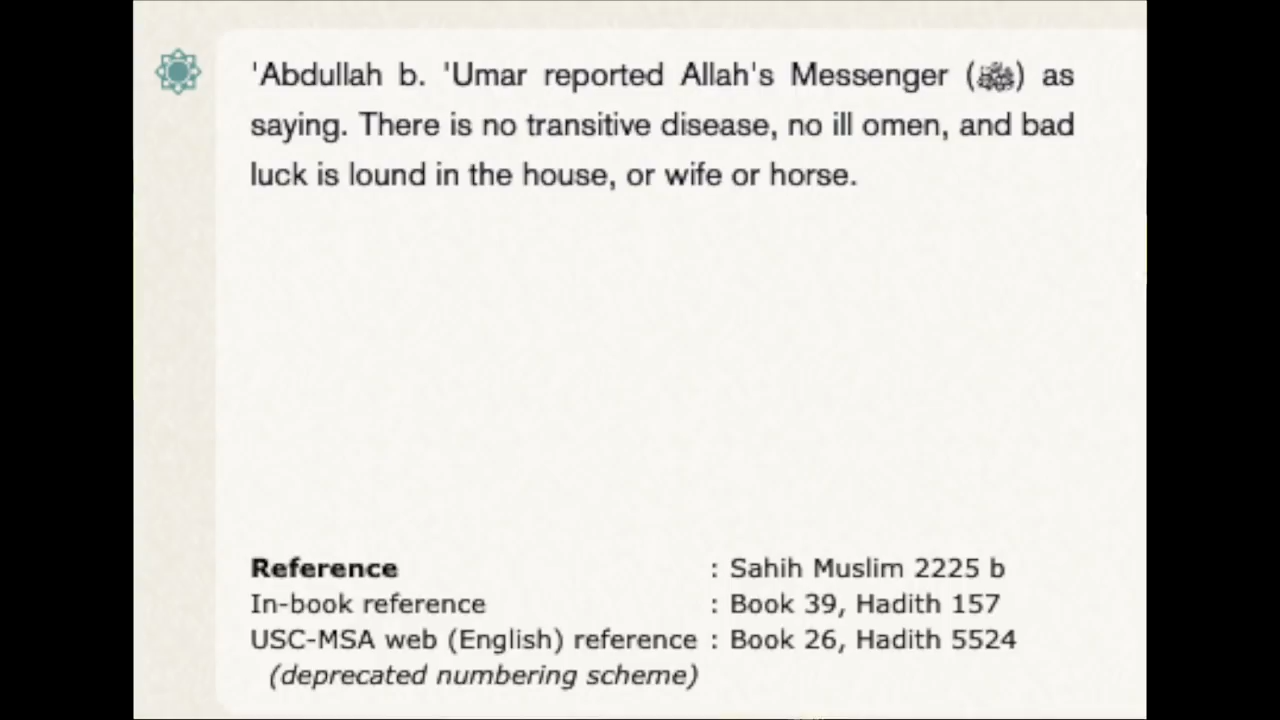 'Abdullah b. 'Umar reported Allah's Messenger (ﷺ) as
saying. There is no transitive disease, no ill omen, and bad
luck is lound in the house, or wife or horse.
Reference : Sahih Muslim 2225 b
In-book reference : Book 39, Hadith 157
USC-MSA web (English) reference : Book 26, Hadith 5524
(deprecated numbering scheme)